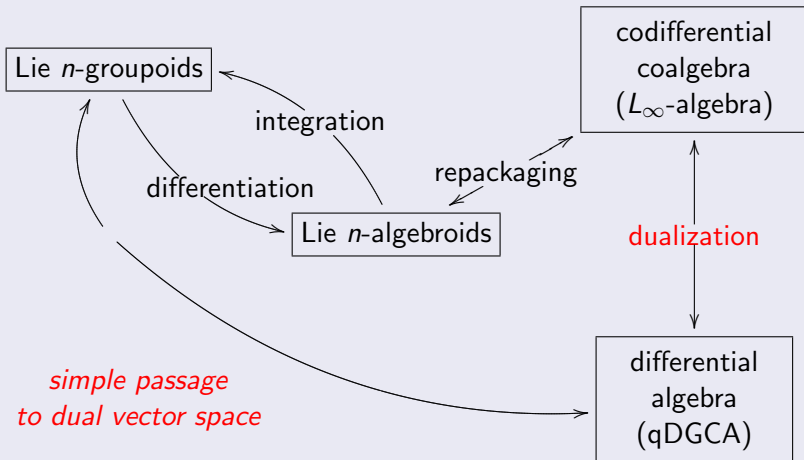 codifferential
coalgebra
(L∞-algebra)
Lie n-groupoids
integration
repackaging
differentiation
Lie n-algebroids
dualization
differential
algebra
(qDGCA)
simple passage
to dual vector space